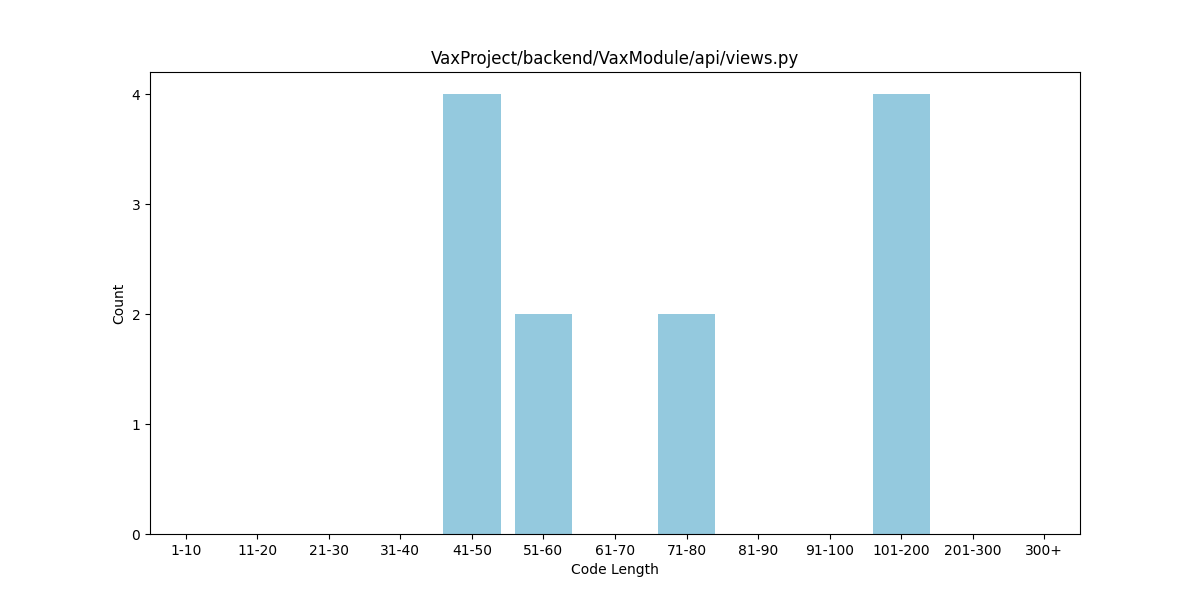 VaxProject/backend/VaxModule/api/views.py
4
3
2
1
0
Count
1-10 11-20 21-30 31-40 41-50 51-60 61-70 71-80 81-90 91-100 101-200 201-300 300+
Code Length